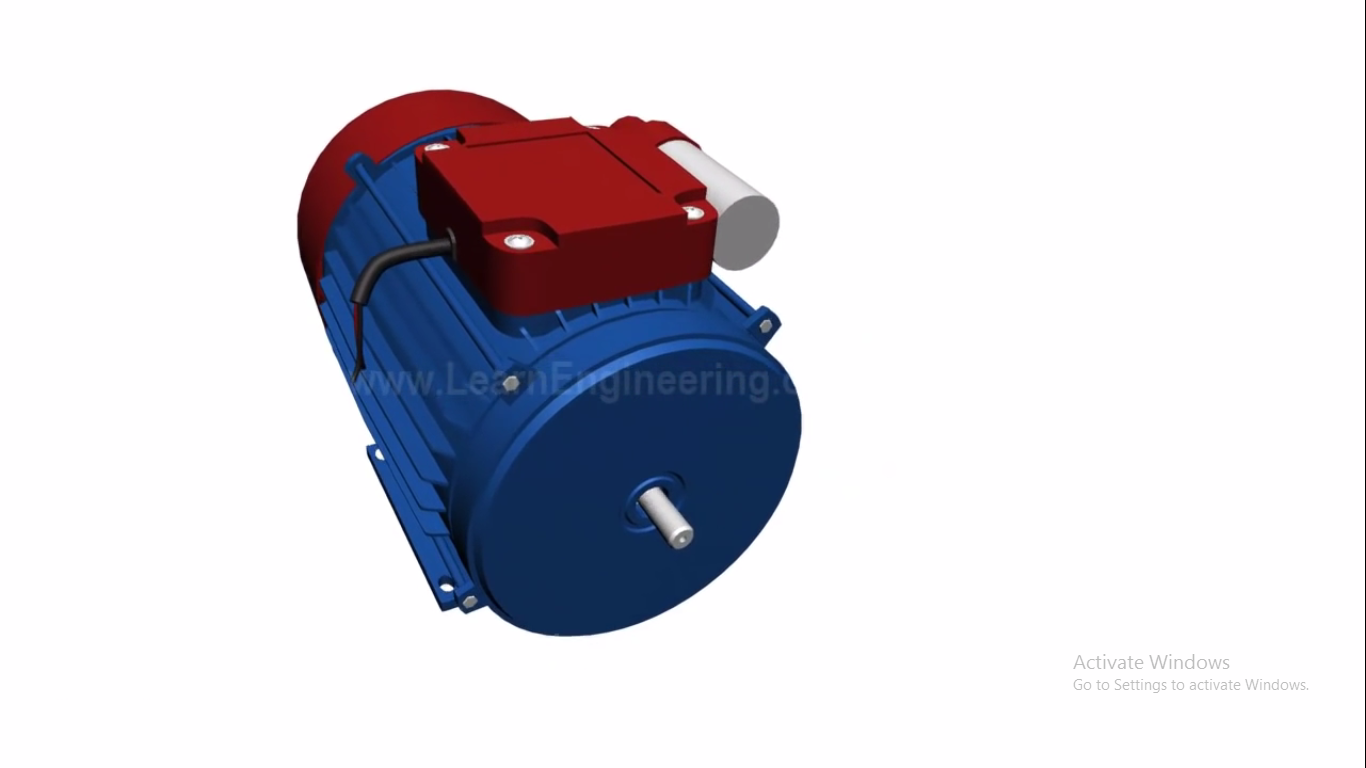 www.LearnEngineering.
Activate Windows
Go to Settings to activate Windows.